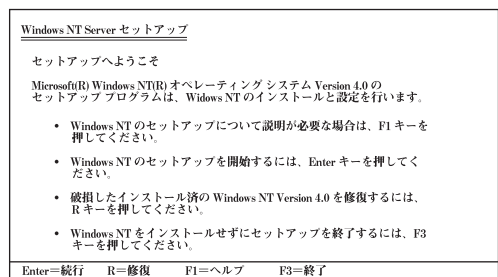 Windows NT Server セットアップ
セットアップへようこそ
Microsoft(R) Windows NT(R) オペレーティング システム Version 4.0 の
セットアップ プログラムは、Widows NT のインストールと設定を行います。
• Windows NT のセットアップについて説明が必要な場合は、F1 キーを
押してください。
• Windows NT のセットアップを開始するには、Enter キーを押してく
ださい。
• 破損したインストール済の Windows NT Version 4.0 を修復するには、
R キーを押してください。
• Windows NT をインストールせずにセットアップを終了するには、F3
キーを押してください。
Enter=続行 R=修復 F1=ヘルプ F3=終了